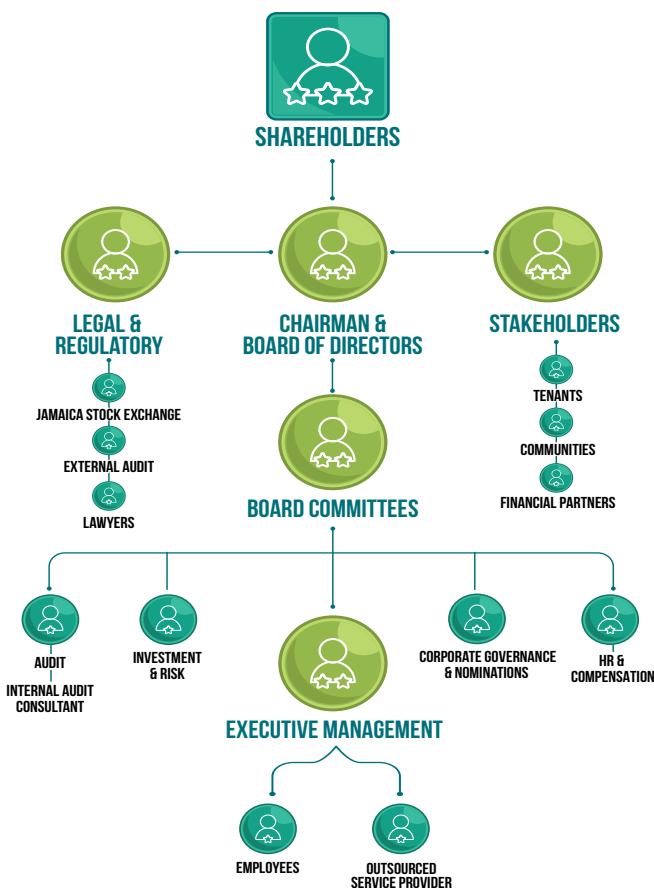 SHAREHOLDERS
LEGAL &
REGULATORY
CHAIRMAN &
BOARD OF DIRECTORS
STAKEHOLDERS
JAMAICA STOCK EXCHANGE
EXTERNAL AUDIT
LAWYERS
TENANTS
COMMUNITIES
FINANCIAL PARTNERS
BOARD COMMITTEES
AUDIT
INTERNAL AUDIT
CONSULTANT
INVESTMENT
& RISK
CORPORATE GOVERNANCE
& NOMINATIONS
HR &
COMPENSATION
EXECUTIVE MANAGEMENT
EMPLOYEES
OUTSOURCED
SERVICE PROVIDER